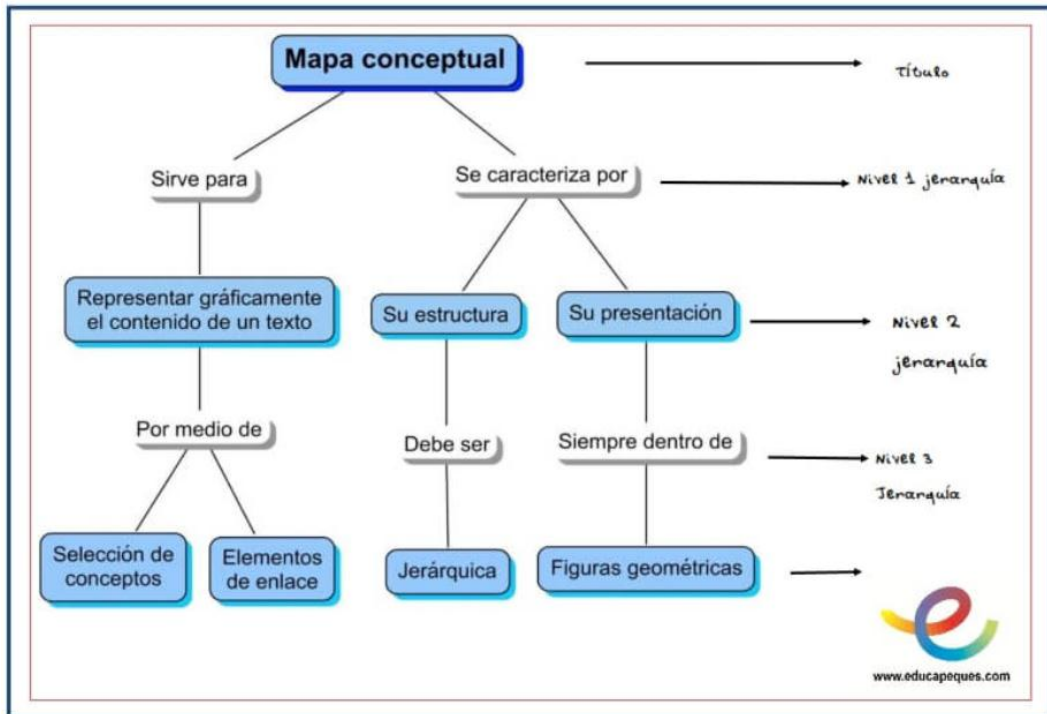 Mapa conceptual
Título
Sirve para
Se caracteriza por
Nivel 1 jerarquía
Representar gráficamente
el contenido de un texto
Su estructura
Su presentación
Nivel 2
jerarquía
Por medio de
Debe ser
Siempre dentro de
Nivel 3
Jerarquía
Selección de
conceptos
Elementos
de enlace
Jerárquica
Figuras geométricas
www.educapeques.com